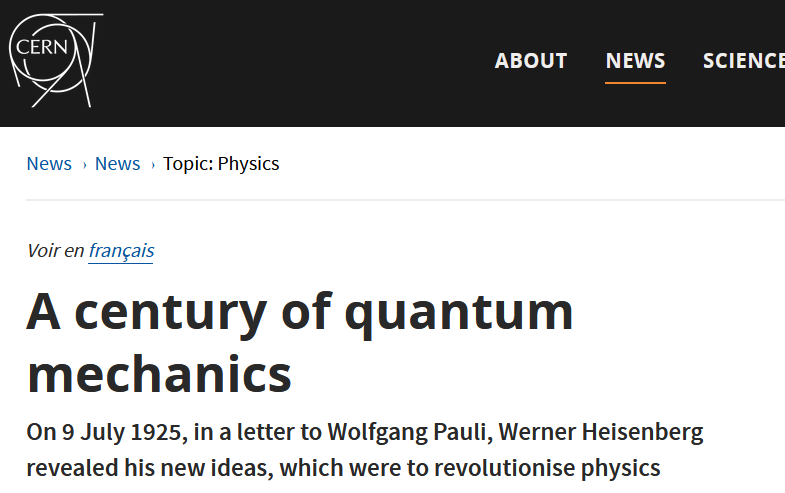 CERN
ABOUT NEWS SCIENCE
News › News › Topic: Physics
Voir en français
A century of quantum
mechanics
On 9 July 1925, in a letter to Wolfgang Pauli, Werner Heisenberg
revealed his new ideas, which were to revolutionise physics